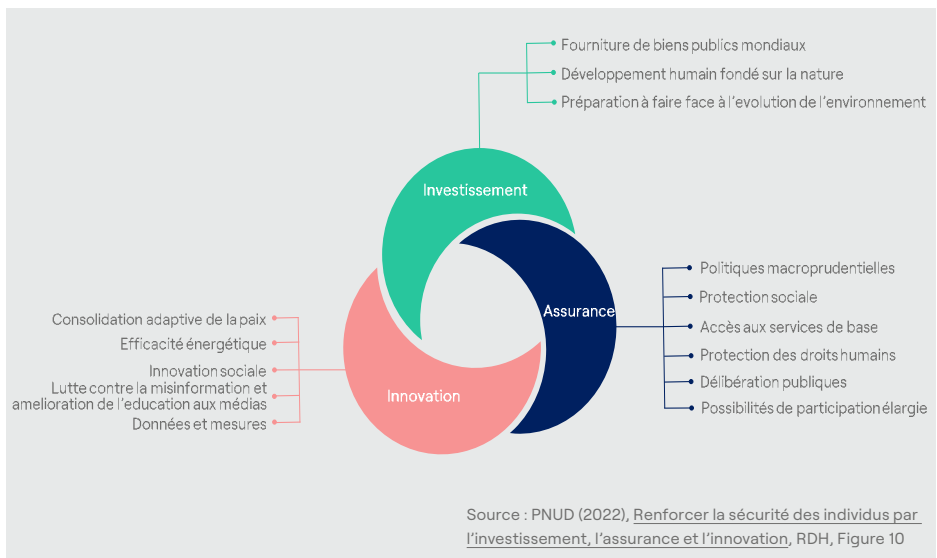 Fourniture de biens publics mondiaux
Développement humain fondé sur la nature
Préparation à faire face à l'evolution de l'environnement
Investissement
Assurance
Politiques macroprudentielles
Protection sociale
Accès aux services de base
Protection des droits humains
Délibération publiques
Possibilités de participation élargie
Consolidation adaptive de la paix
Efficacité énergétique
Innovation sociale
Lutte contre la misinformation et
amelioration de l'education aux médias
Données et mesures
Innovation
Source : PNUD (2022), Renforcer la sécurité des individus par
l'investissement, l'assurance et l'innovation, RDH, Figure 10